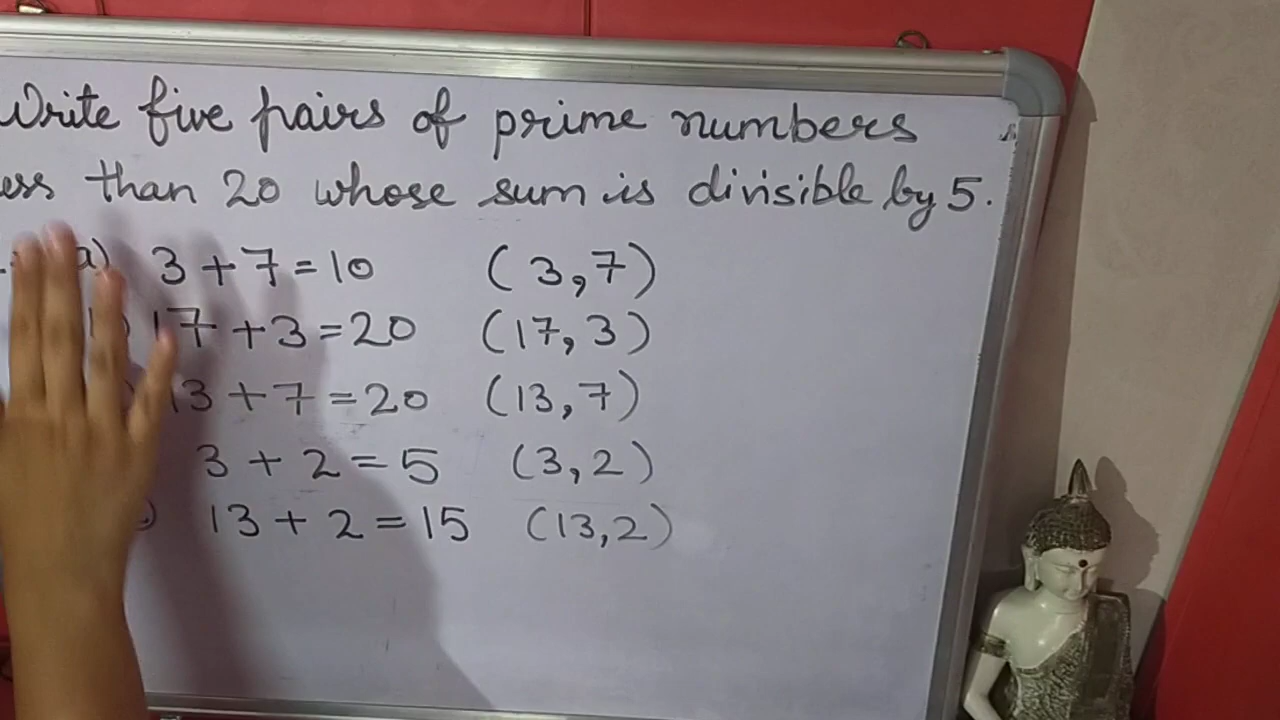 Write five pairs of prime numbers
ess than 20 whose sum is divisible by 5.
a) 3 + 7 = 10 (3,7)
17 + 3 = 20 (17, 3)
13 + 7 = 20 (13, 7)
3 + 2 = 5 (3, 2)
13 + 2 = 15 (13,2)